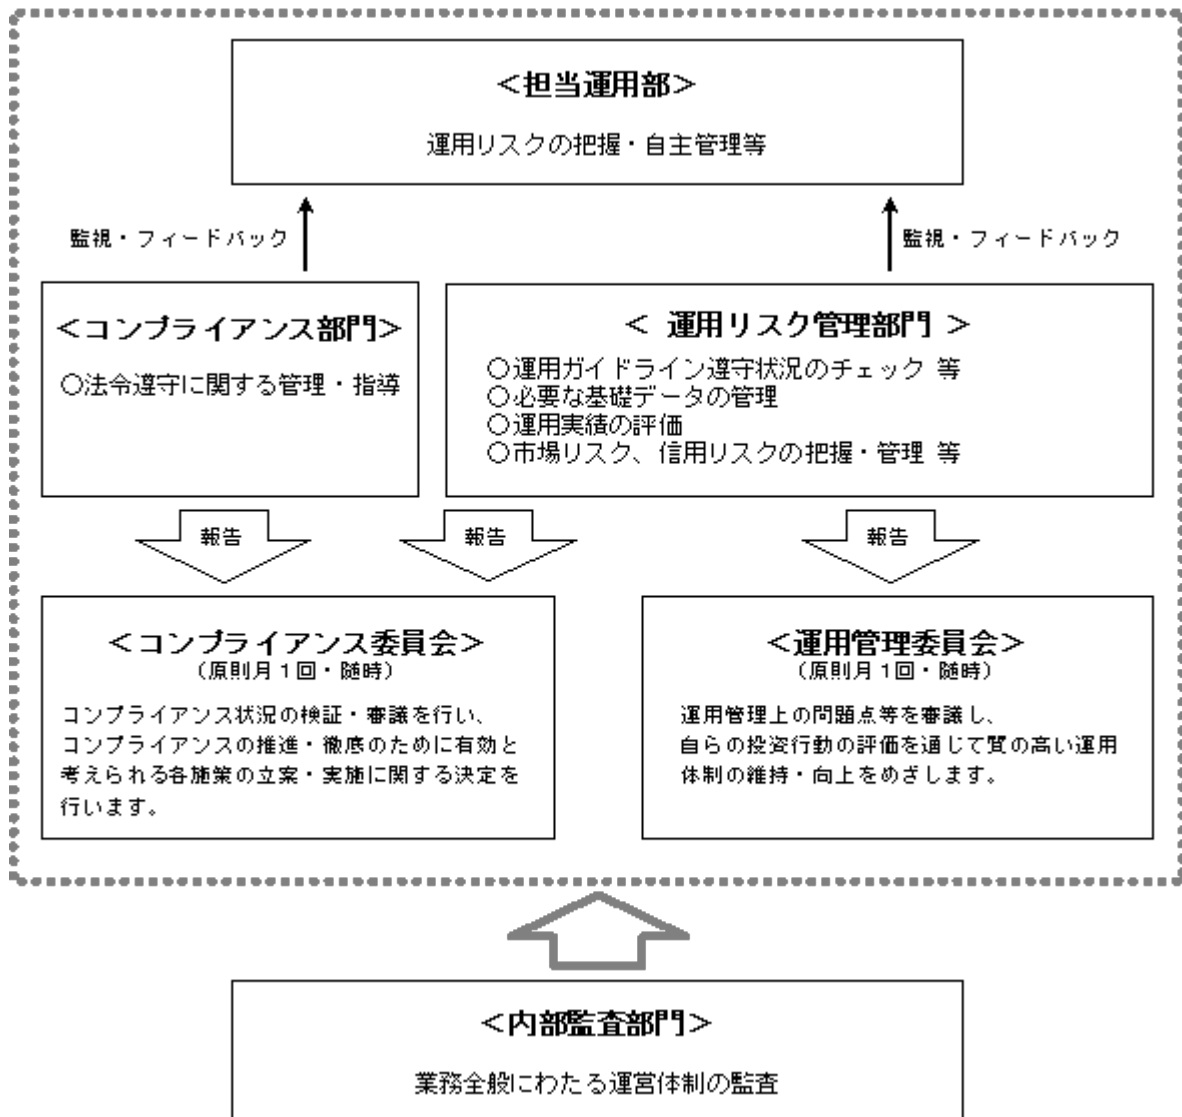 ＜担当運用部＞
運用リスクの把握・自主管理等
監視・フィードバック
監視・フィードバック
＜コンプライアンス部門＞
○法令遵守に関する管理・指導
＜ 運用リスク管理部門 ＞
○運用ガイドライン遵守状況のチェック 等
○必要な基礎データの管理
○運用実績の評価
○市場リスク、信用リスクの把握・管理 等
報告
報告
報告
＜コンプライアンス委員会＞
（原則月１回・随時）
コンプライアンス状況の検証・審議を行い、
コンプライアンスの推進・徹底のために有効と
考えられる各施策の立案・実施に関する決定を
行います。
＜運用管理委員会＞
（原則月１回・随時）
運用管理上の問題点等を審議し、
自らの投資行動の評価を通じて質の高い運用
体制の維持・向上をめざします。
＜内部監査部門＞
業務全般にわたる運営体制の監査